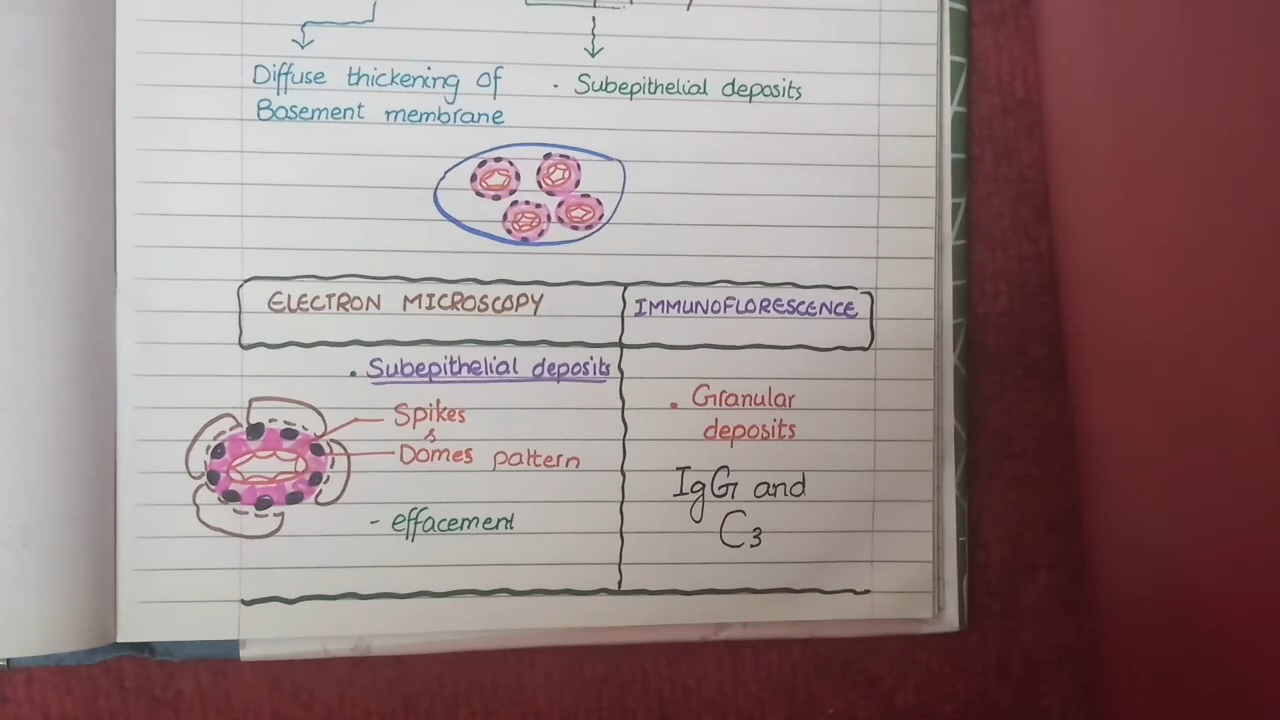 Diffuse thickening of
Basement membrane
. Subepithelial deposits
ELECTRON MICROSCOPY
IMMUNOFLORESCENCE
. Subepithelial deposits
Spikes
&
Domes pattern
- effacement
. Granular
deposits
IgG and
C3